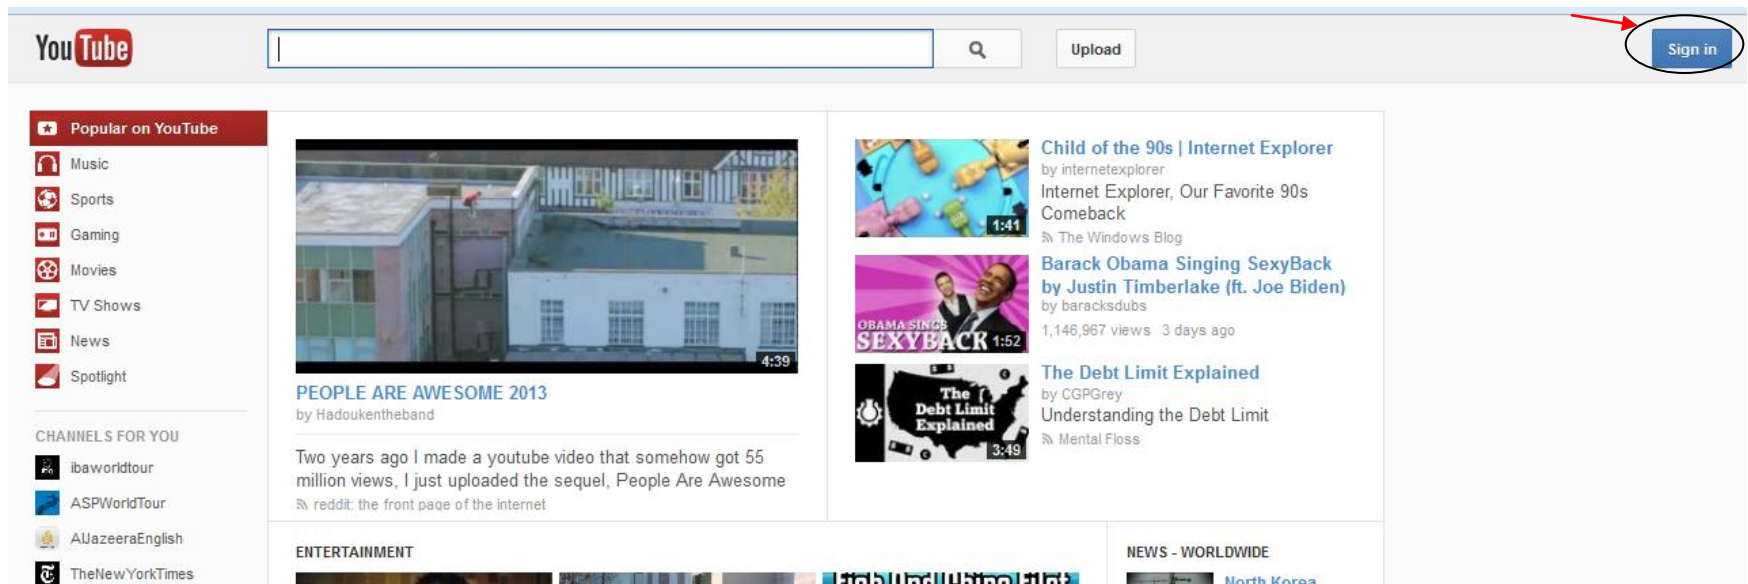 YouTube
Upload
Sign in
Popular on YouTube
Music
Sports
Gaming
Movies
TV Shows
News
Spotlight
CHANNELS FOR YOU
ibaworldtour
ASPWorldTour
AlJazeeraEnglish
TheNewYorkTimes
4:39
PEOPLE ARE AWESOME 2013
by Hadoukentheband
Two years ago I made a youtube video that somehow got 55
million views, I just uploaded the sequel, People Are Awesome
reddit: the front page of the internet
1:41
Child of the 90s | Internet Explorer
by internetexplorer
Internet Explorer, Our Favorite 90s
Comeback
The Windows Blog
OBAMA SINGS
SEXYBACK 1:52
Barack Obama Singing SexyBack
by Justin Timberlake (ft. Joe Biden)
by baracksdubs
1,146,967 views 3 days ago
The
Debt Limit
Explained
3:49
The Debt Limit Explained
by CGPGrey
Understanding the Debt Limit
Mental Floss
ENTERTAINMENT
NEWS - WORLDWIDE
North Korea